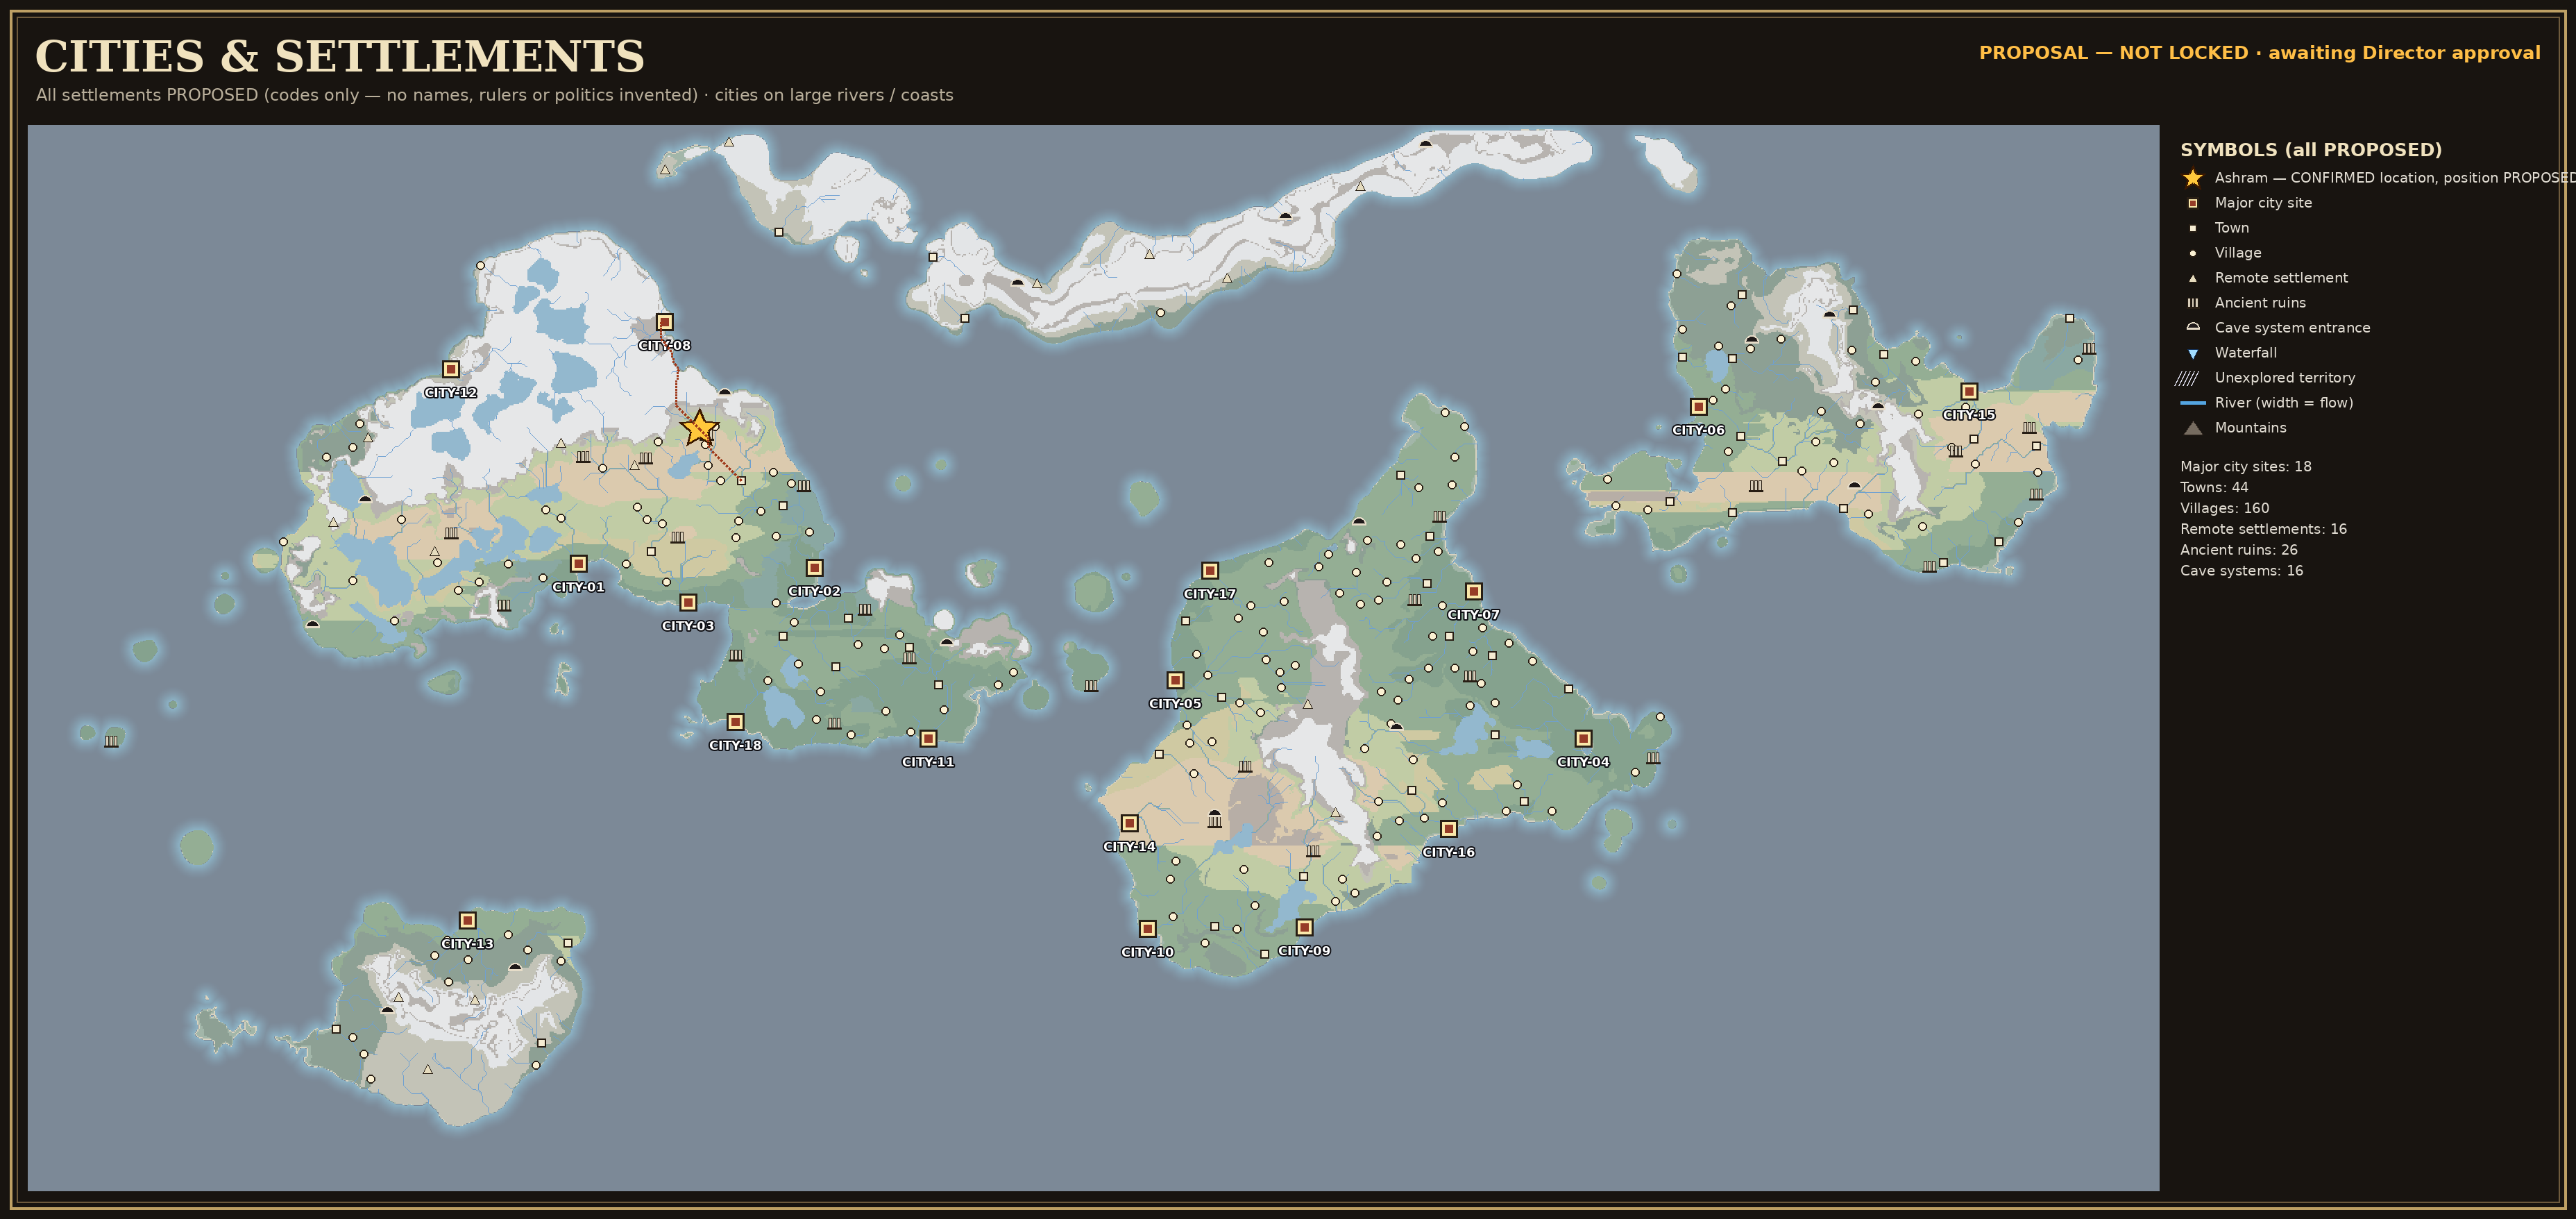 CITIES & SETTLEMENTS
PROPOSAL — NOT LOCKED · awaiting Director approval
All settlements PROPOSED (codes only — no names, rulers or politics invented) · cities on large rivers / coasts
SYMBOLS (all PROPOSED)
Ashram — CONFIRMED location, position PROPOSED
Major city site
Town
Village
Remote settlement
Ancient ruins
Cave system entrance
Waterfall
Unexplored territory
River (width = flow)
Mountains
Major city sites: 18
Towns: 44
Villages: 160
Remote settlements: 16
Ancient ruins: 26
Cave systems: 16
CITY-08
CITY-12
CITY-15
CITY-06
CITY-01
CITY-02
CITY-17
CITY-07
CITY-03
CITY-05
CITY-18
CITY-11
CITY-04
CITY-14
CITY-16
CITY-13
CITY-10
CITY-09